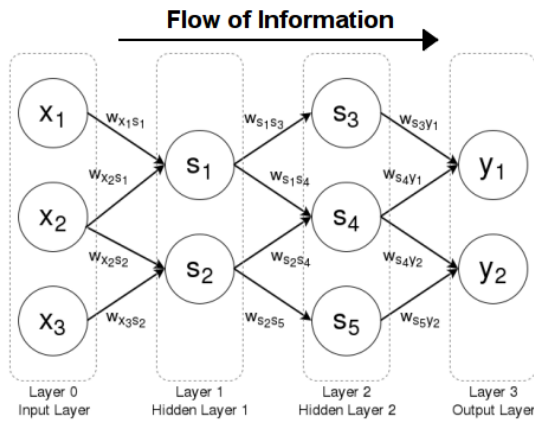 Flow of Information
x1
x2
x3
wx1s1
wx2s1
wx2s2
wx3s2
s1
s2
ws1s3
ws1s4
ws2s4
ws2s5
s3
s4
s5
ws3y1
ws4y1
ws4y2
ws5y2
y1
y2
Layer 0
Input Layer
Layer 1
Hidden Layer 1
Layer 2
Hidden Layer 2
Layer 3
Output Layer